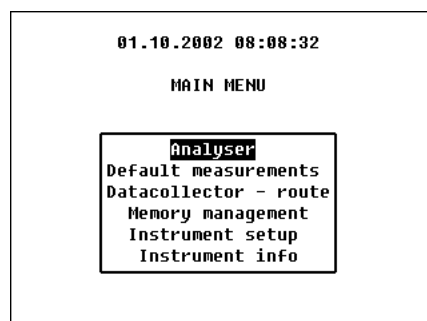 01.10.2002 08:08:32
MAIN MENU
Analyser
Default measurements
Datacollector - route
Memory management
Instrument setup
Instrument info